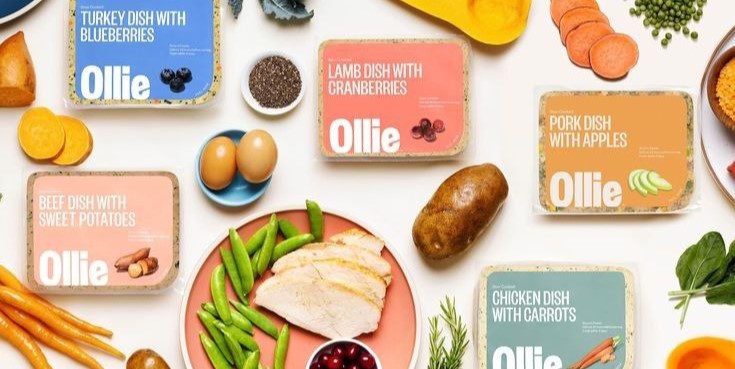 TURKEY DISH WITH
BLUEBERRIES
Ollie
LAMB DISH WITH
CRANBERRIES
Ollie
PORK DISH
WITH APPLES
Ollie
BEEF DISH WITH
SWEET POTATOES
Ollie
CHICKEN DISH
WITH CARROTS
Ollie